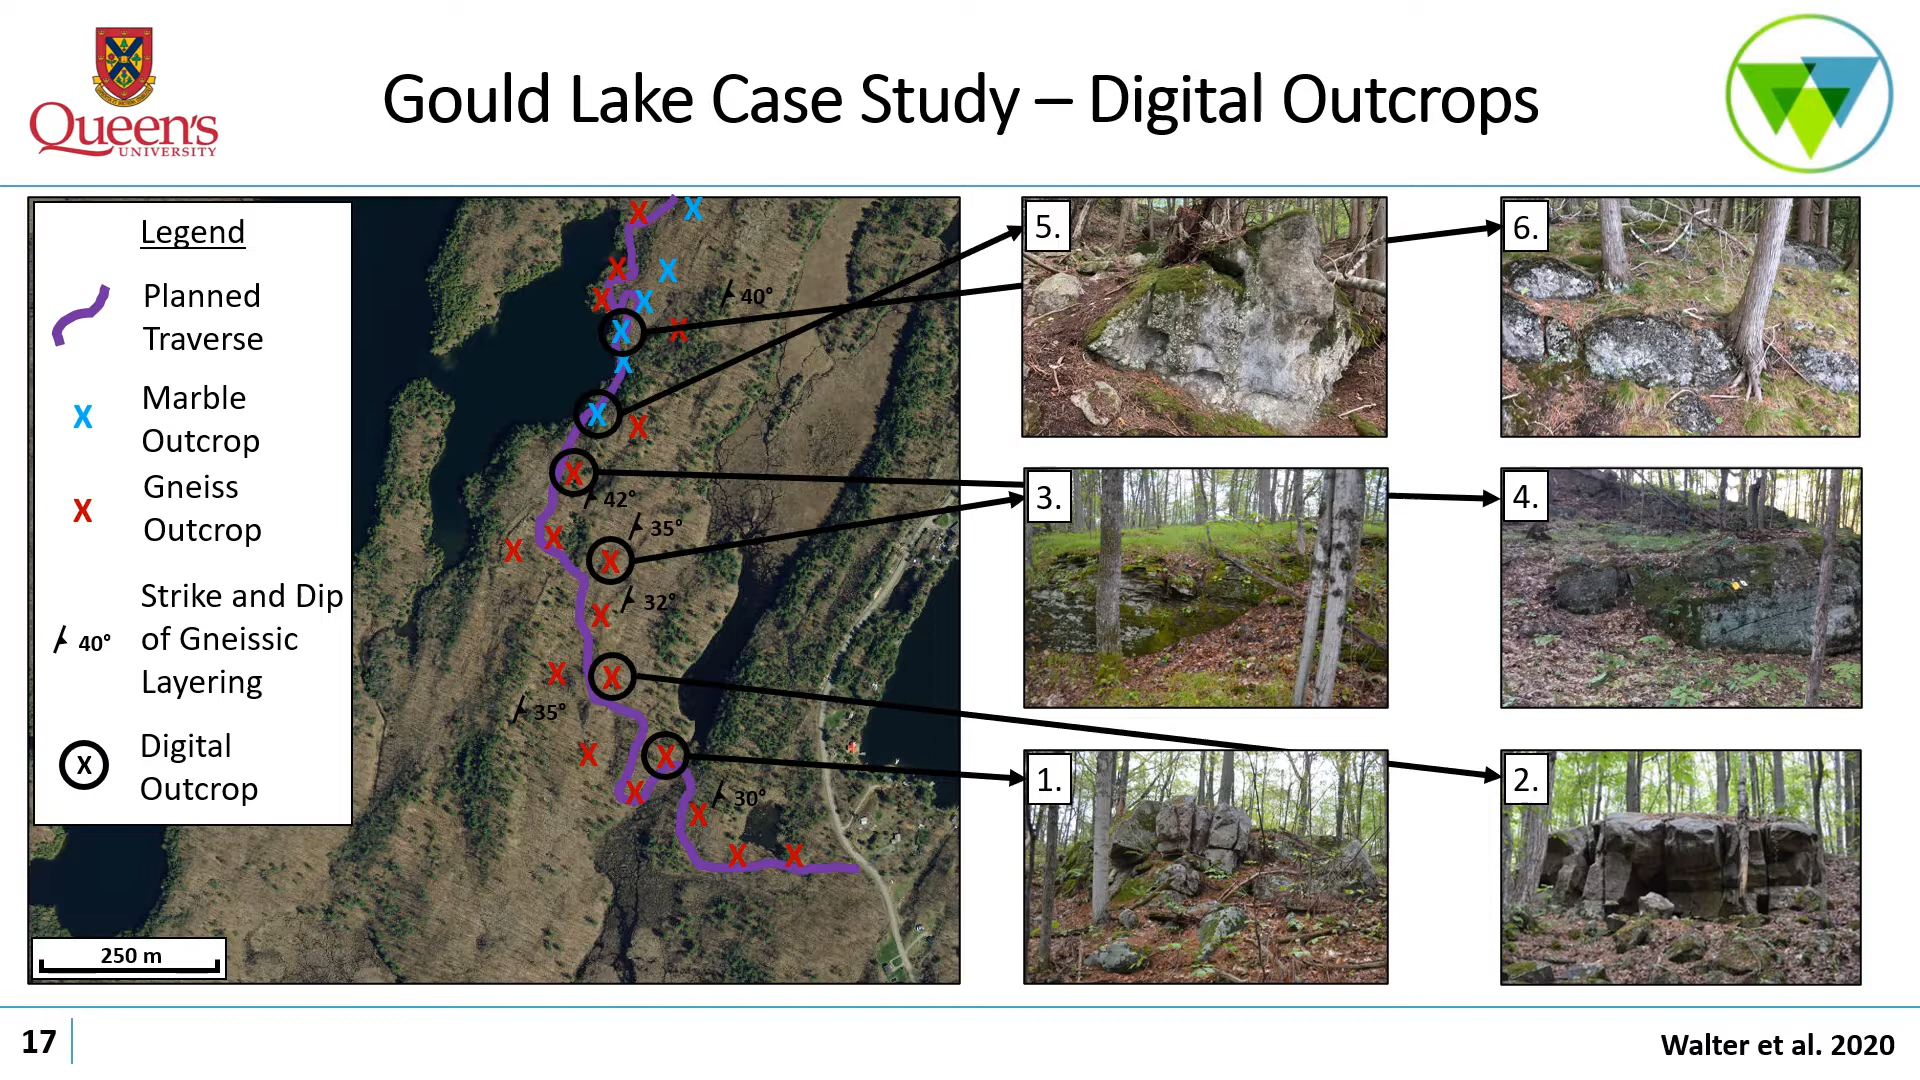 Queen's
UNIVERSITY
Gould Lake Case Study – Digital Outcrops
Legend
Planned
Traverse
X
Marble
Outcrop
X
Gneiss
Outcrop
40°
Strike and Dip
of Gneissic
Layering
X
Digital
Outcrop
250 m
X
X
X
X
40°
X
X
X
X
X
X
X
X
42°
35°
X
X
X
32°
X
X
X
35°
X
X
X
30°
X
X
X
5.
6.
3.
4.
1.
2.
17
Walter et al. 2020